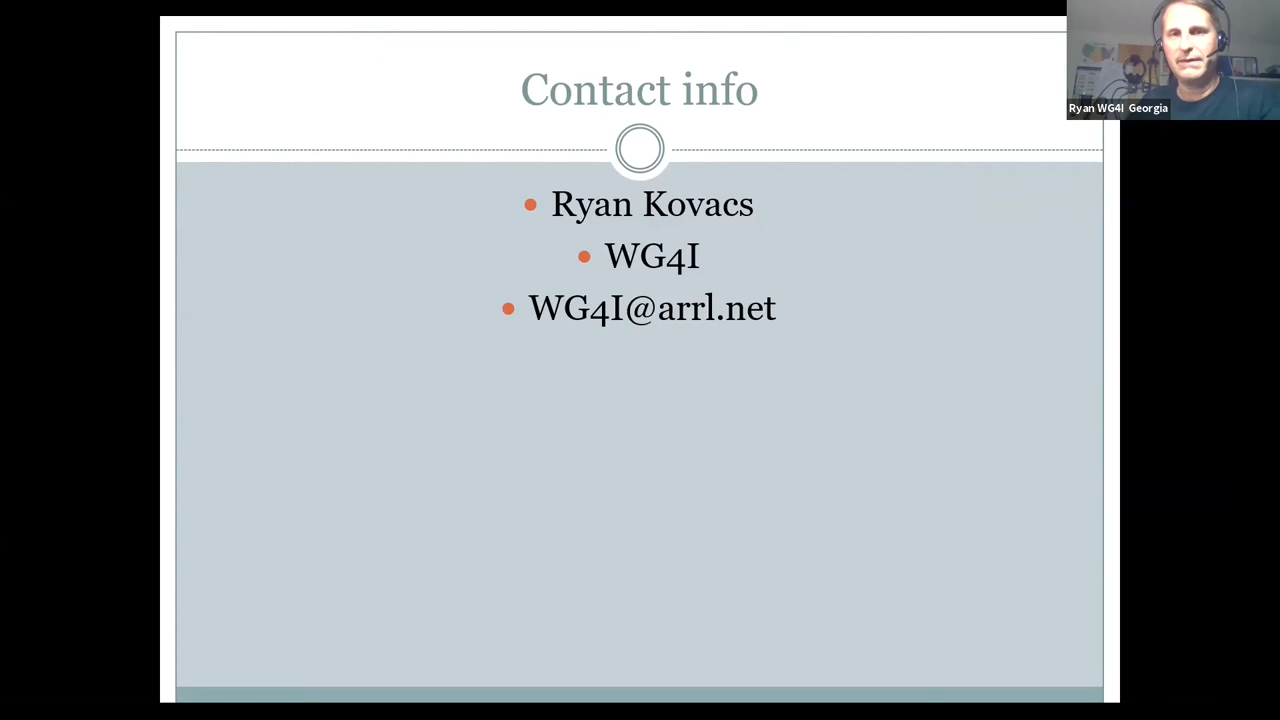 Contact info
Ryan WG4I Georgia
Ryan Kovacs
WG4I
WG4I@arrl.net